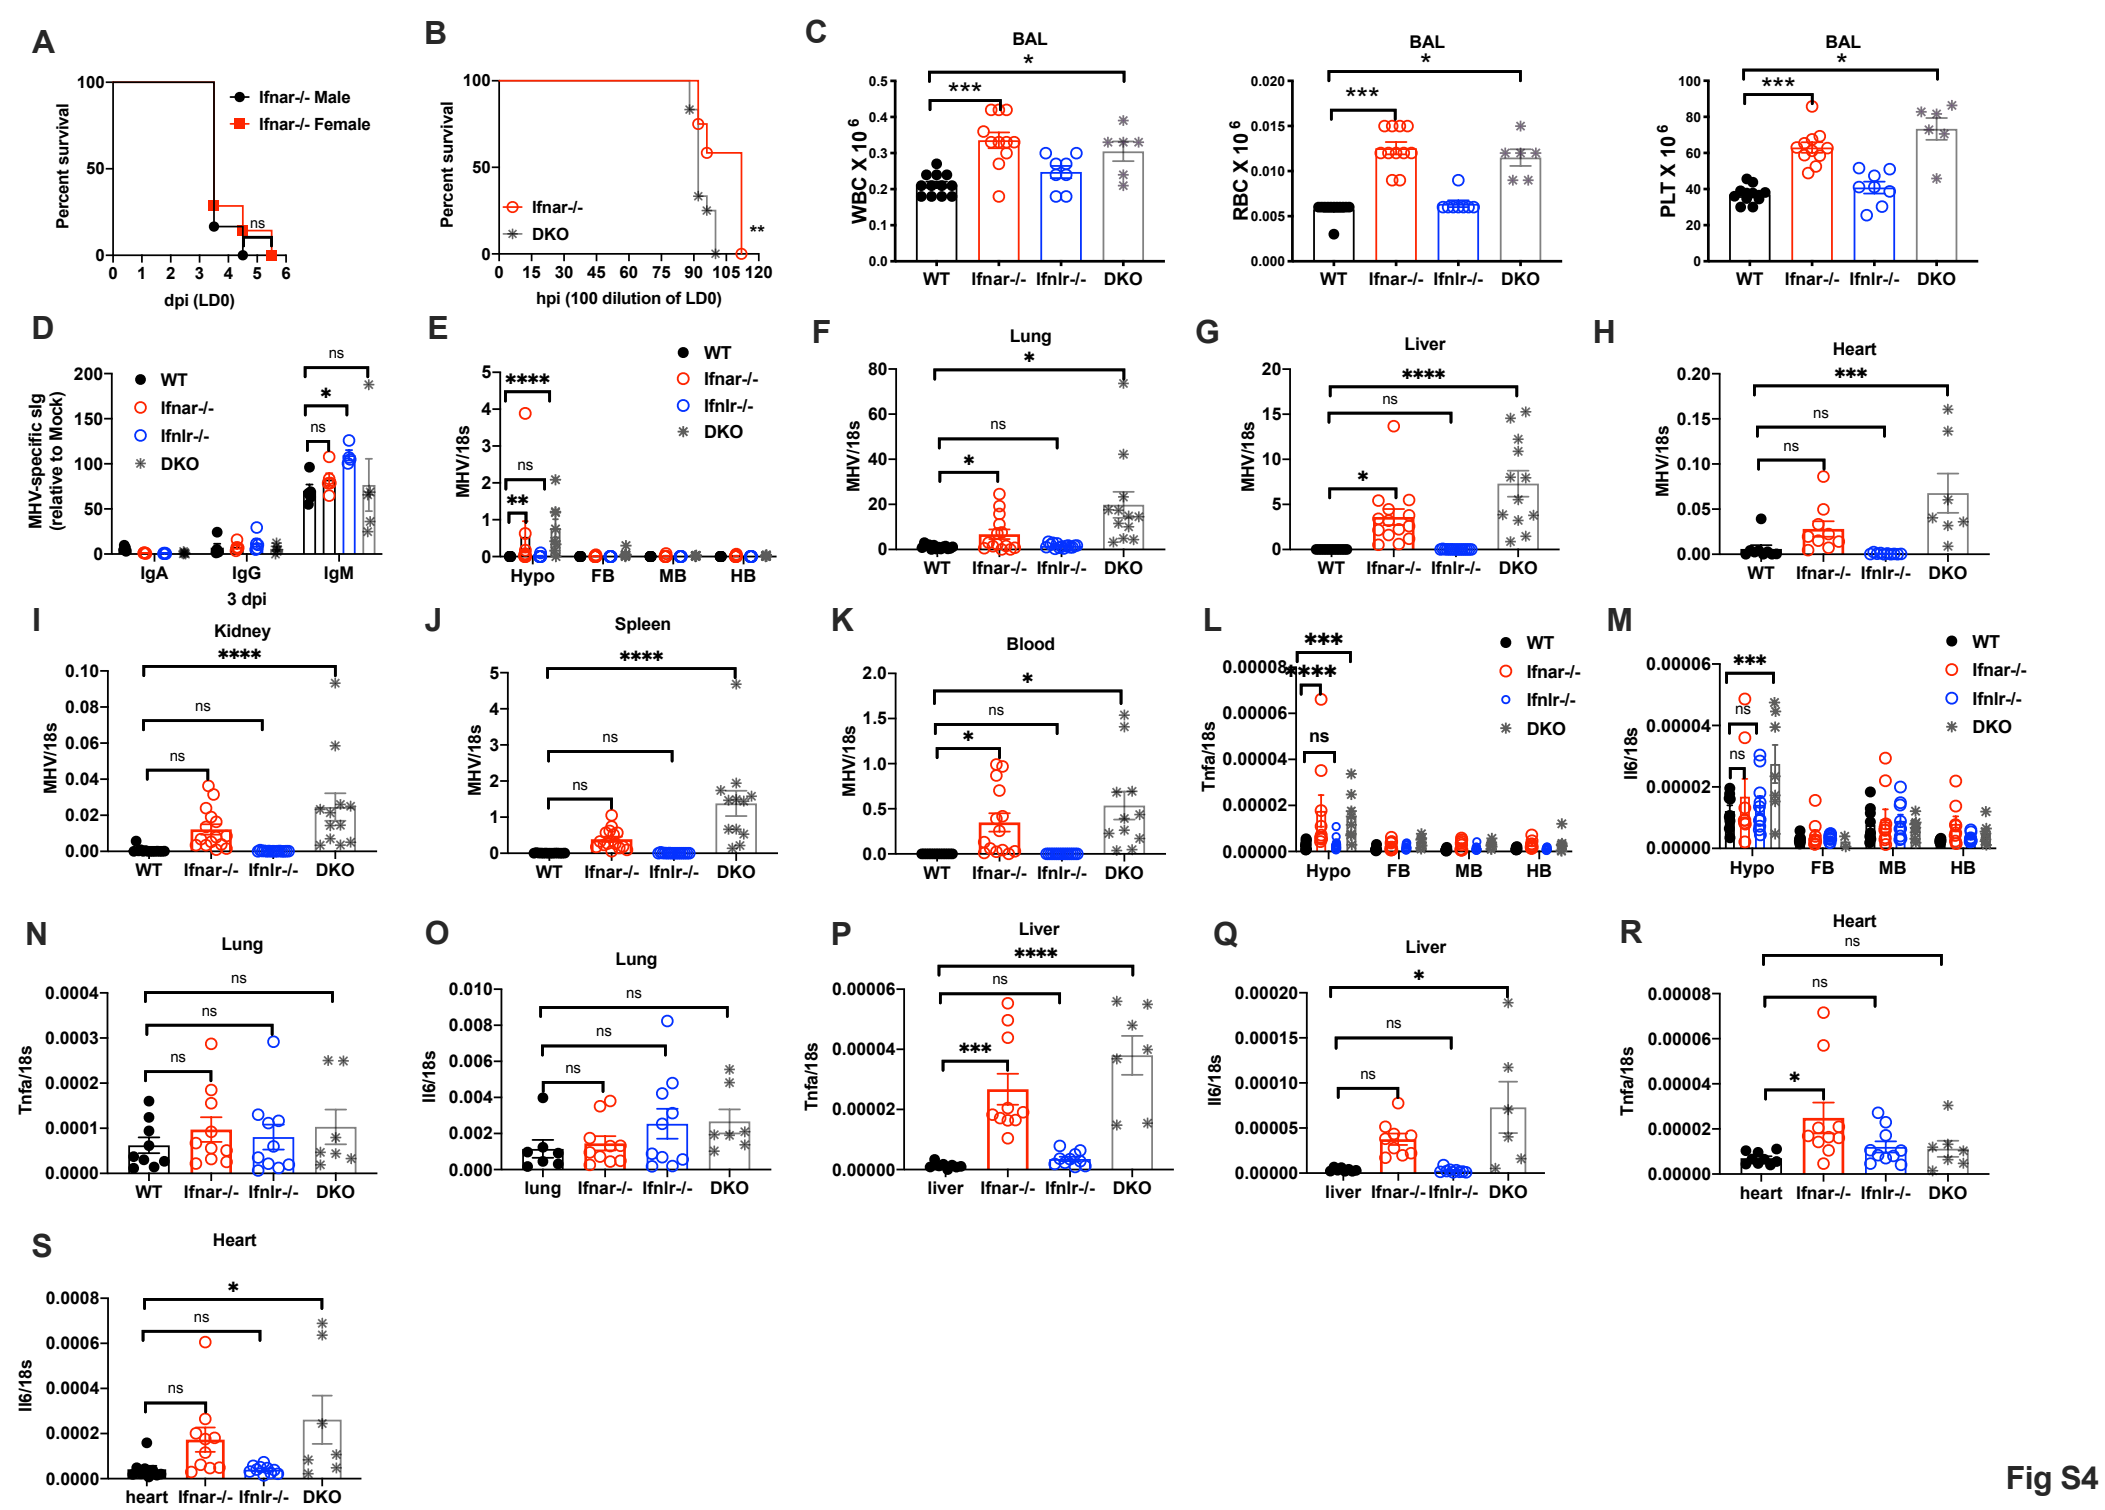 A
100
50
0
Percent survival
0 1 2 3 4 5 6
dpi (LD0)
Ifnar-/- Male
Ifnar-/- Female
ns
B
100
50
0
Percent survival
0 15 30 45 60 75 90 105 120
hpi (100 dilution of LD0)
Ifnar-/-
DKO
**
C
BAL
*
***
0.5
0.4
0.3
0.2
0.1
0.0
WBC X 10 6
WT Ifnar-/- Ifnlr-/- DKO
BAL
*
***
0.020
0.015
0.010
0.005
0.000
RBC X 10 6
WT Ifnar-/- Ifnlr-/- DKO
BAL
*
***
100
80
60
40
20
0
PLT X 10 6
WT Ifnar-/- Ifnlr-/- DKO
D
200
150
100
50
0
MHV-specific sIg
(relative to Mock)
WT
Ifnar-/-
Ifnlr-/-
DKO
ns
*
ns
IgA IgG IgM
3 dpi
E
5
4
3
2
1
0
MHV/18s
****
ns
**
WT
Ifnar-/-
Ifnlr-/-
DKO
Hypo FB MB HB
F
Lung
*
ns
*
80
60
40
20
0
MHV/18s
WT Ifnar-/- Ifnlr-/- DKO
G
Liver
****
ns
*
20
15
10
5
0
MHV/18s
WT Ifnar-/- Ifnlr-/- DKO
H
Heart
***
ns
ns
0.20
0.15
0.10
0.05
0.00
MHV/18s
WT Ifnar-/- Ifnlr-/- DKO
I
Kidney
****
ns
ns
0.10
0.08
0.06
0.04
0.02
0.00
MHV/18s
WT Ifnar-/- Ifnlr-/- DKO
J
Spleen
****
ns
ns
5
4
3
2
1
0
MHV/18s
WT Ifnar-/- Ifnlr-/- DKO
K
Blood
*
ns
*
2.0
1.5
1.0
0.5
0.0
MHV/18s
WT Ifnar-/- Ifnlr-/- DKO
L
***
****
ns
0.00008
0.00006
0.00004
0.00002
0.00000
Tnfa/18s
WT
Ifnar-/-
Ifnlr-/-
DKO
Hypo FB MB HB
M
***
ns
ns
0.00006
0.00004
0.00002
0.00000
Il6/18s
WT
Ifnar-/-
Ifnlr-/-
DKO
Hypo FB MB HB
N
Lung
ns
ns
ns
0.0004
0.0003
0.0002
0.0001
0.0000
Tnfa/18s
WT Ifnar-/- Ifnlr-/- DKO
O
Lung
ns
ns
ns
0.010
0.008
0.006
0.004
0.002
0.000
Il6/18s
lung Ifnar-/- Ifnlr-/- DKO
P
Liver
****
ns
***
0.00006
0.00004
0.00002
0.00000
Tnfa/18s
liver Ifnar-/- Ifnlr-/- DKO
Q
Liver
*
ns
ns
0.00020
0.00015
0.00010
0.00005
0.00000
Il6/18s
liver Ifnar-/- Ifnlr-/- DKO
R
Heart
ns
ns
*
0.00008
0.00006
0.00004
0.00002
0.00000
Tnfa/18s
heart Ifnar-/- Ifnlr-/- DKO
S
Heart
*
ns
ns
0.0008
0.0006
0.0004
0.0002
0.0000
Il6/18s
heart Ifnar-/- Ifnlr-/- DKO
Fig S4